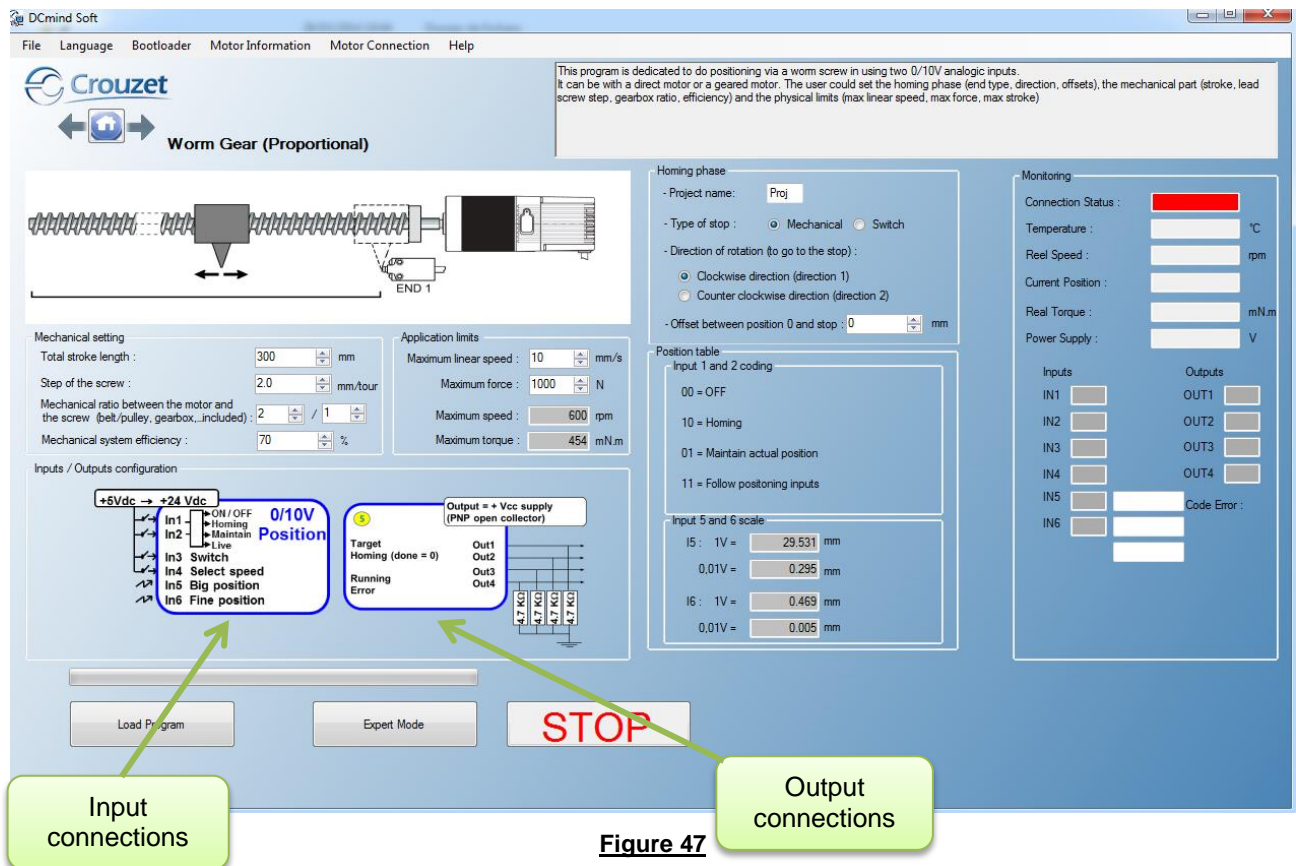 DCmind Soft
File Language Bootloader Motor Information Motor Connection Help
Crouzet
Worm Gear (Proportional)
This program is dedicated to do positioning via a worm screw in using two 0/10V analogic inputs.
It can be with a direct motor or a geared motor. The user could set the homing phase (end type, direction, offsets), the mechanical part (stroke, lead
screw step, gearbox ratio, efficiency) and the physical limits (max linear speed, max force, max stroke)
END 1
Mechanical setting
Total stroke length : 300 mm
Step of the screw : 2.0 mm/tour
Mechanical ratio between the motor and
the screw (belt/pulley, gearbox,..included) : 2 / 1
Mechanical system efficiency : 70 %
Application limits
Maximum linear speed : 10 mm/s
Maximum force : 1000 N
Maximum speed : 600 rpm
Maximum torque : 454 mN.m
Inputs / Outputs configuration
+5Vdc → +24 Vdc
In1 ON / OFF
Homing
In2 Maintain
Live
0/10V
Position
In3 Switch
In4 Select speed
In5 Big position
In6 Fine position
S
Output = + Vcc supply
(PNP open collector)
Target Out1
Homing (done = 0) Out2
Out3
Running
Error Out4
4.7 KΩ 4.7 KΩ 4.7 KΩ 4.7 KΩ
Homing phase
- Project name: Proj
- Type of stop : Mechanical Switch
- Direction of rotation (to go to the stop) :
Clockwise direction (direction 1)
Counter clockwise direction (direction 2)
- Offset between position 0 and stop : 0 mm
Position table
Input 1 and 2 coding
00 = OFF
10 = Homing
01 = Maintain actual position
11 = Follow positoning inputs
Input 5 and 6 scale
I5 : 1V = 29.531 mm
0,01V = 0.295 mm
I6 : 1V = 0.469 mm
0,01V = 0.005 mm
Monitoring
Connection Status :
Temperature : °C
Reel Speed : rpm
Current Position :
Real Torque : mN.m
Power Supply : V
Inputs Outputs
IN1 OUT1
IN2 OUT2
IN3 OUT3
IN4 OUT4
IN5 Code Error :
IN6
Load Program
Expert Mode
STOP
Input
connections
Output
connections
Figure 47